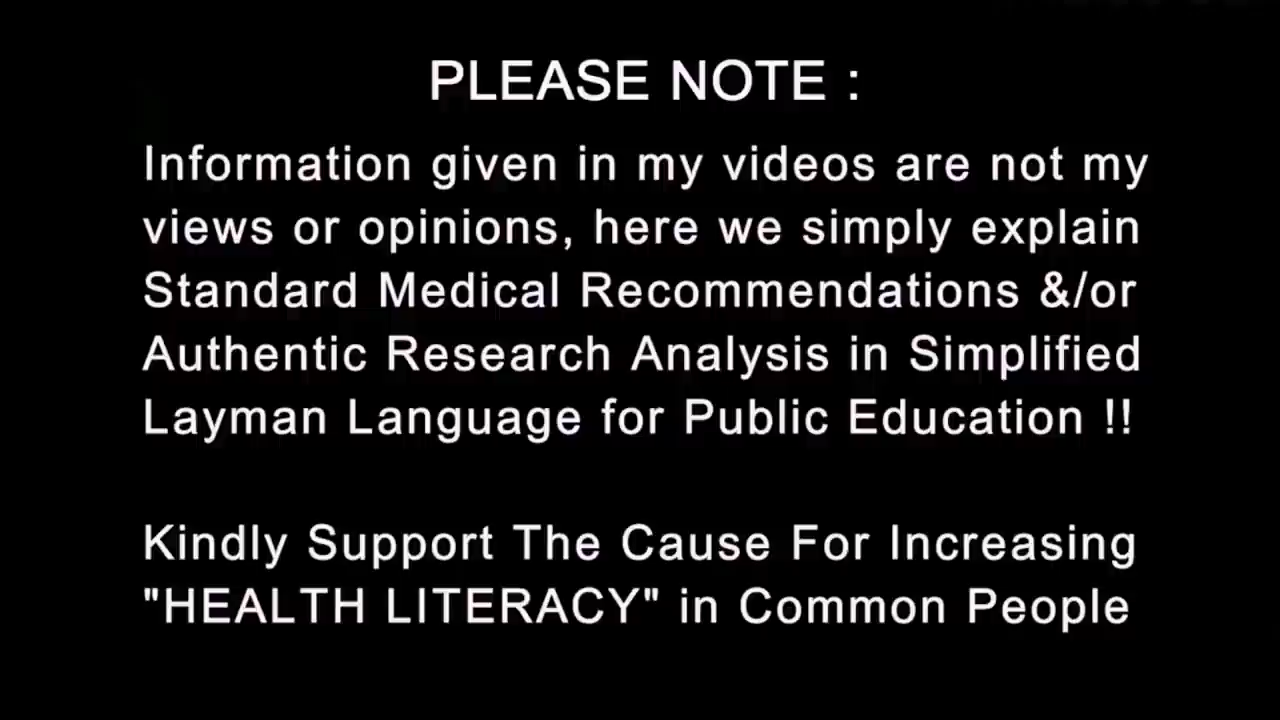 PLEASE NOTE :
Information given in my videos are not my
views or opinions, here we simply explain
Standard Medical Recommendations &/or
Authentic Research Analysis in Simplified
Layman Language for Public Education !!
Kindly Support The Cause For Increasing
"HEALTH LITERACY" in Common People